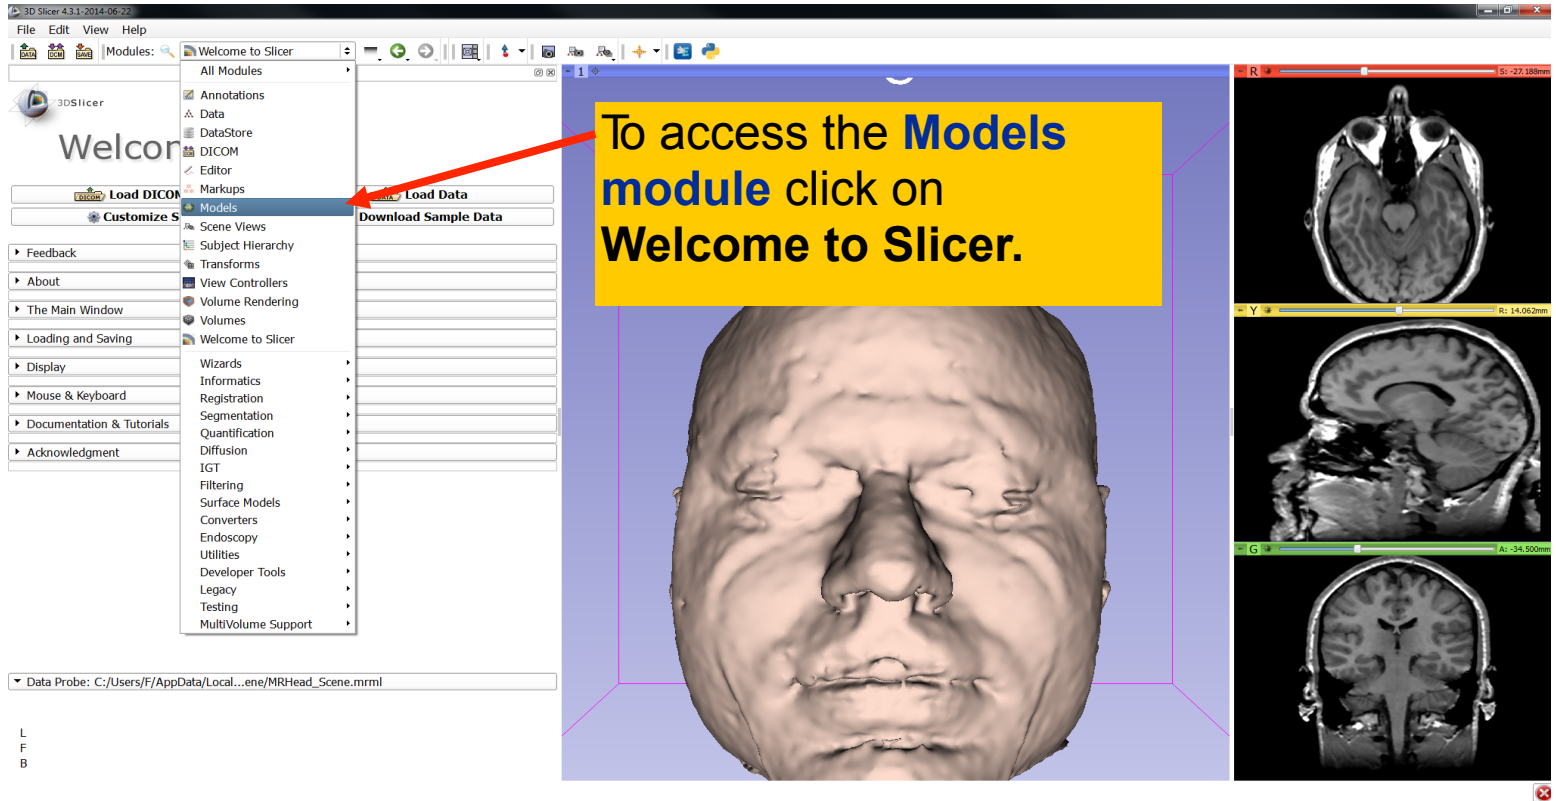 3D Slicer 4.3.1-2014-06-22
File Edit View Help
DATA DCM SAVE Modules: Welcome to Slicer
All Modules
Annotations
Data
DataStore
DICOM
Editor
Markups
Models
Scene Views
Subject Hierarchy
Transforms
View Controllers
Volume Rendering
Volumes
Welcome to Slicer
Wizards
Informatics
Registration
Segmentation
Quantification
Diffusion
IGT
Filtering
Surface Models
Converters
Endoscopy
Utilities
Developer Tools
Legacy
Testing
MultiVolume Support
3DSlicer
Welcor
DICOM Load DICOM
Load Data
Customize S
Download Sample Data
Feedback
About
The Main Window
Loading and Saving
Display
Mouse & Keyboard
Documentation & Tutorials
Acknowledgment
Data Probe: C:/Users/F/AppData/Local...ene/MRHead_Scene.mrml
L
F
B
1
To access the Models
module click on
Welcome to Slicer.
R S: -27.188mm
Y R: 14.062mm
G A: -34.500mm